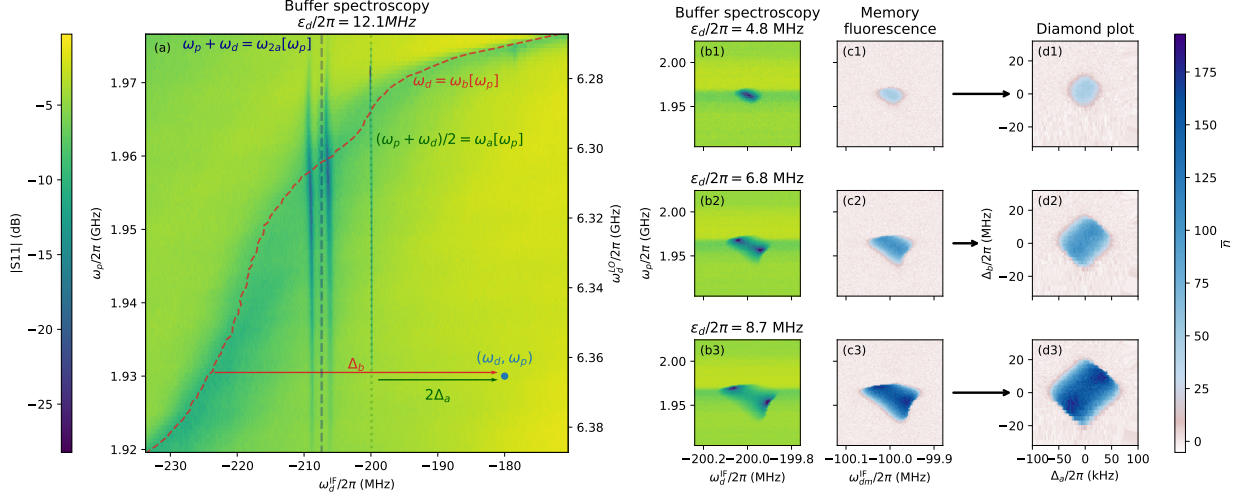 Buffer spectroscopy
ε_d/2π = 12.1MHz
(a)
ω_p + ω_d = ω_2a[ω_p]
ω_d = ω_b[ω_p]
(ω_p + ω_d)/2 = ω_a[ω_p]
(ω_d, ω_p)
Δ_b
2Δ_a
|S11| (dB)
−5
−10
−15
−20
−25
ω_p/2π (GHz)
1.97
1.96
1.95
1.94
1.93
1.92
−230
−220
−210
−200
−190
−180
ω_d^IF/2π (MHz)
6.28
6.30
6.32
6.34
6.36
6.38
ω_d^LO/2π (GHz)
Buffer spectroscopy
ε_d/2π = 4.8 MHz
Memory
fluorescence
Diamond plot
(b1)
(c1)
(d1)
2.00
1.95
20
0
−20
ε_d/2π = 6.8 MHz
(b2)
(c2)
(d2)
2.00
1.95
ω_p/2π (GHz)
20
0
−20
Δ_b/2π (MHz)
ε_d/2π = 8.7 MHz
(b3)
(c3)
(d3)
2.00
1.95
20
0
−20
−200.2
−200.0
−199.8
ω_d^IF/2π (MHz)
−100.1
−100.0
−99.9
ω_dm^IF/2π (MHz)
−100
−50
0
50
100
Δ_a/2π (kHz)
175
150
125
100
75
50
25
0
n̅